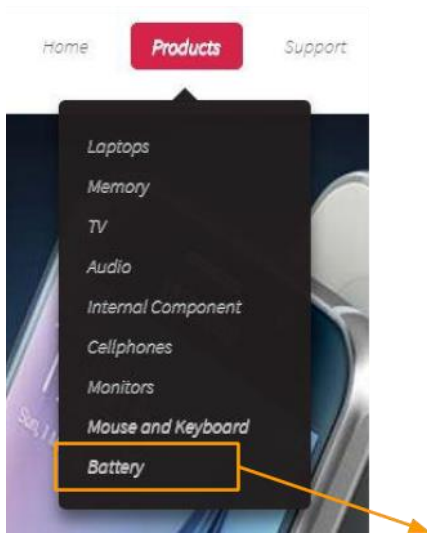 Home Products Support
Laptops
Memory
TV
Audio
Internal Component
Cellphones
Monitors
Mouse and Keyboard
Battery